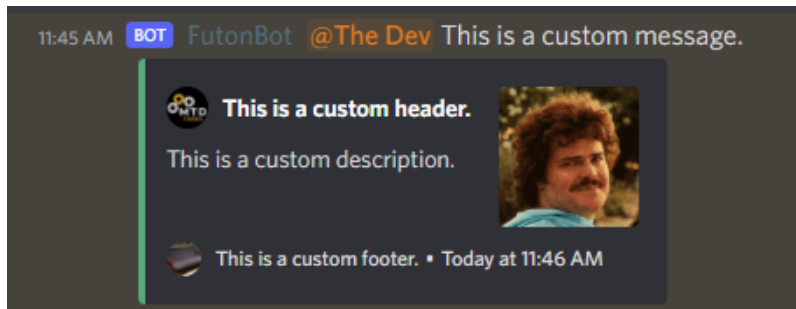 11:45 AM BOT FutonBot @The Dev This is a custom message.
MTD
This is a custom header.
This is a custom description.
This is a custom footer. • Today at 11:46 AM